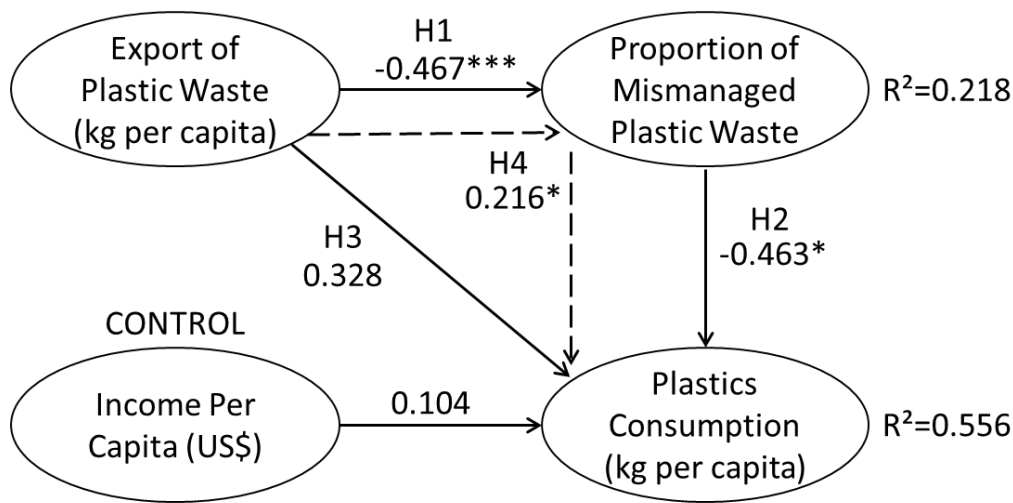 Export of
Plastic Waste
(kg per capita)
H1
-0.467***
Proportion of
Mismanaged
Plastic Waste
R²=0.218
H4
0.216*
H3
0.328
H2
-0.463*
CONTROL
Income Per
Capita (US$)
0.104
Plastics
Consumption
(kg per capita)
R²=0.556